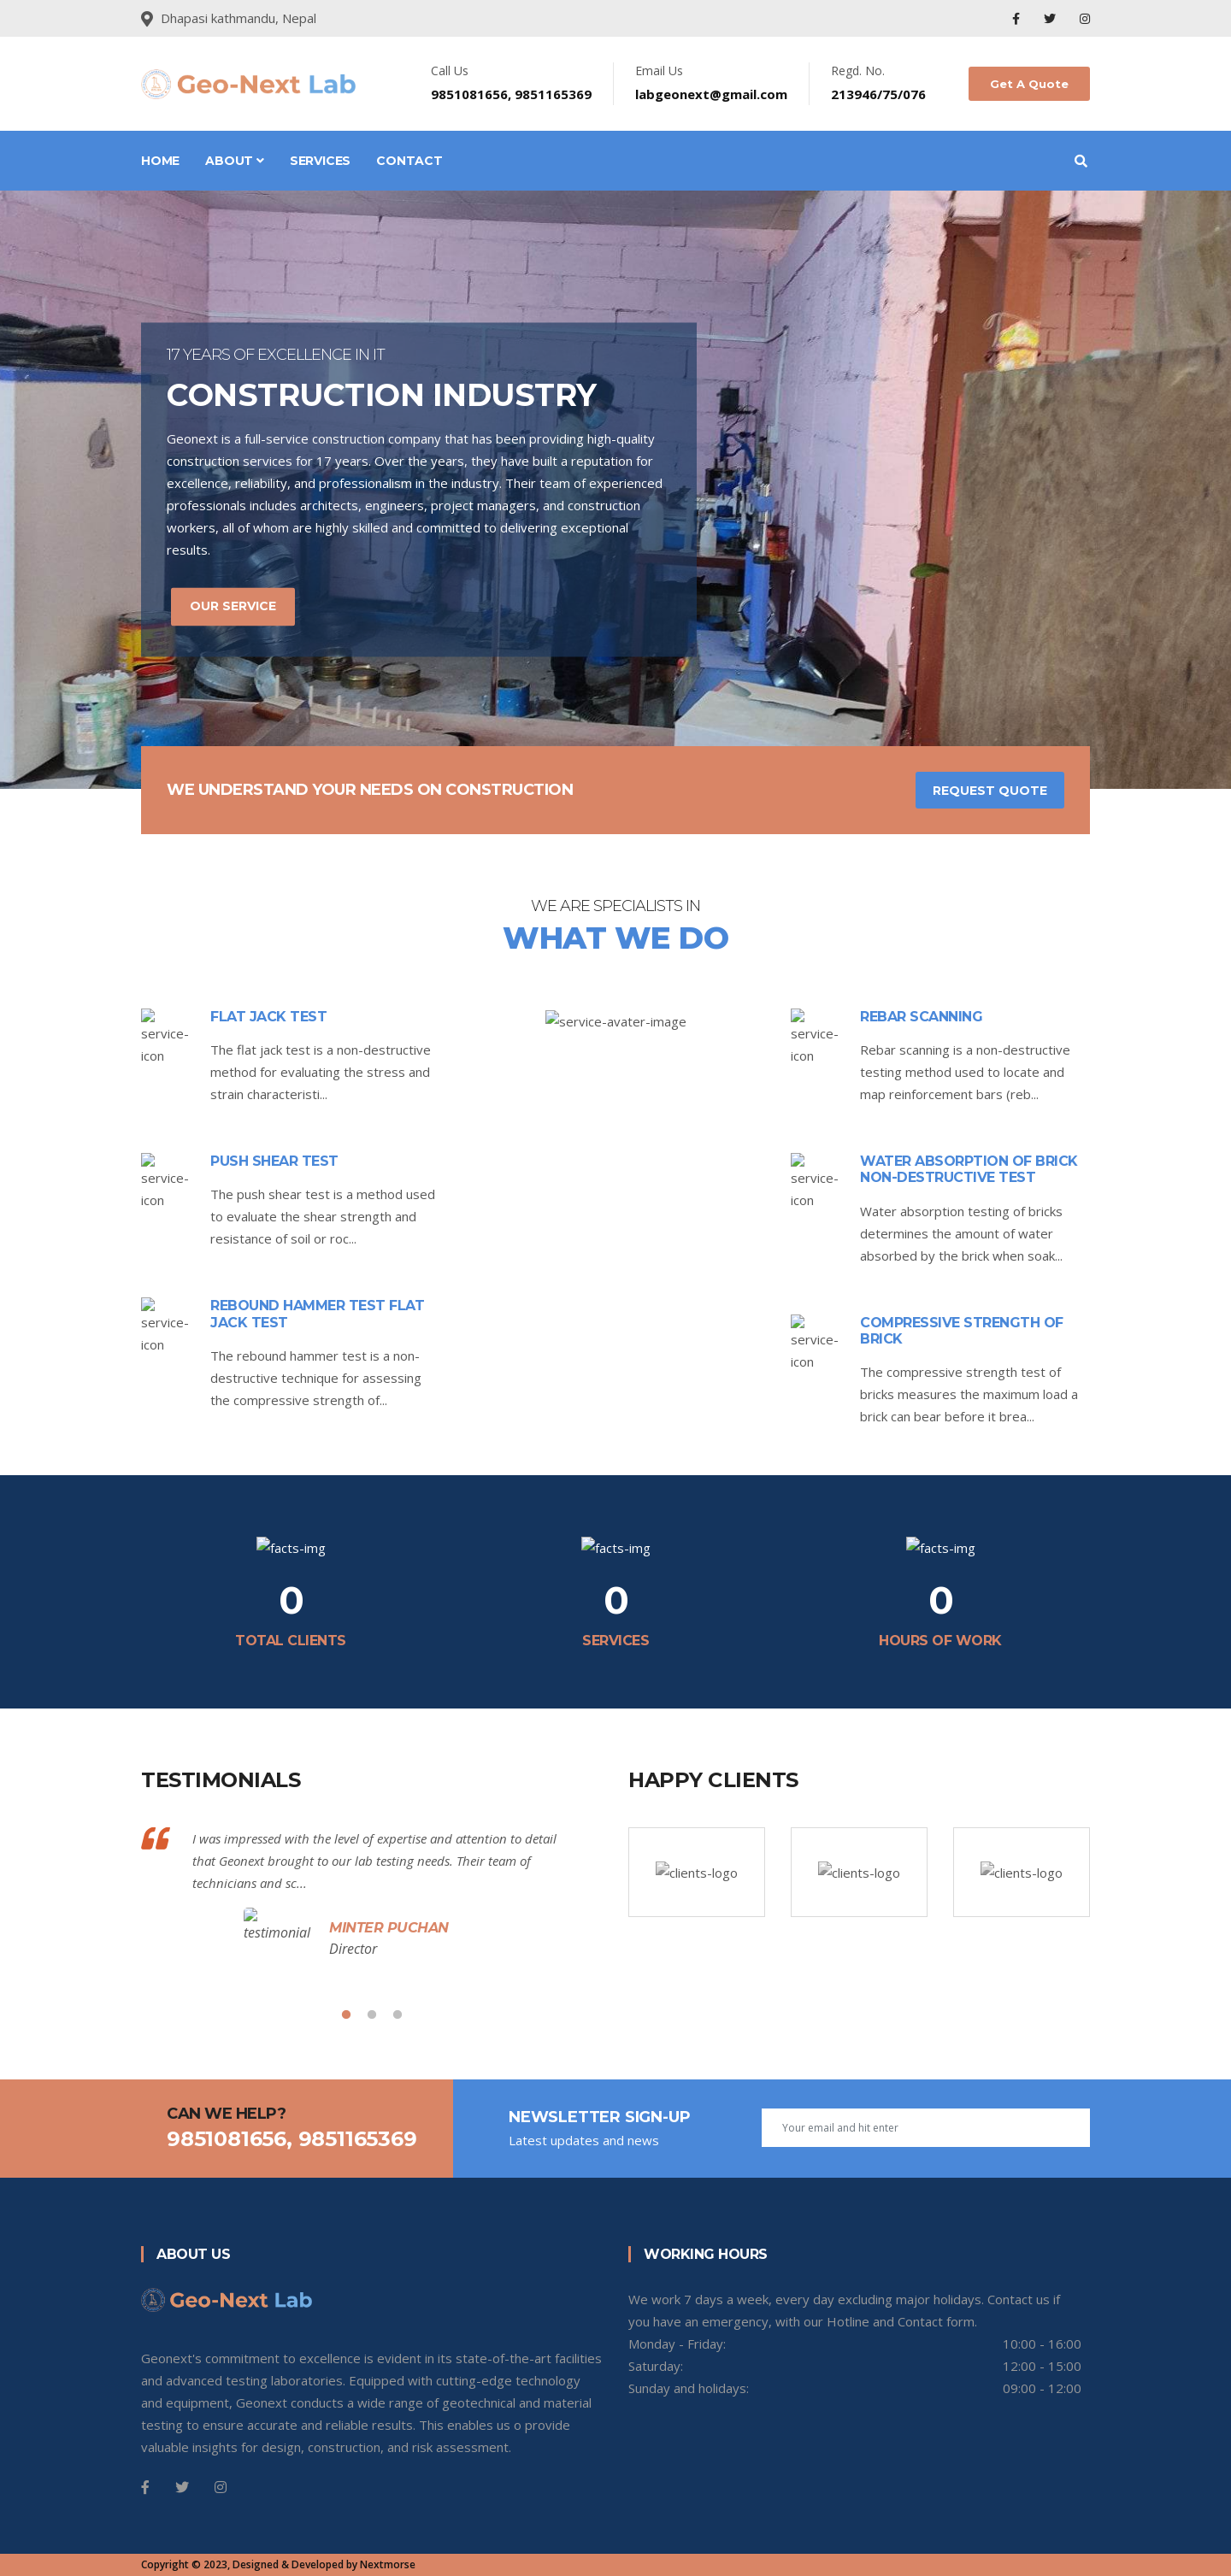 Dhapasi kathmandu, Nepal
Geo-Next Lab
Call Us
9851081656, 9851165369
Email Us
labgeonext@gmail.com
Regd. No.
213946/75/076
Get A Quote
HOME
ABOUT
SERVICES
CONTACT
17 YEARS OF EXCELLENCE IN IT
CONSTRUCTION INDUSTRY
Geonext is a full-service construction company that has been providing high-quality
construction services for 17 years. Over the years, they have built a reputation for
excellence, reliability, and professionalism in the industry. Their team of experienced
professionals includes architects, engineers, project managers, and construction
workers, all of whom are highly skilled and committed to delivering exceptional
results.
OUR SERVICE
WE UNDERSTAND YOUR NEEDS ON CONSTRUCTION
REQUEST QUOTE
WE ARE SPECIALISTS IN
WHAT WE DO
service-
icon
FLAT JACK TEST
The flat jack test is a non-destructive
method for evaluating the stress and
strain characteristi...
service-
icon
PUSH SHEAR TEST
The push shear test is a method used
to evaluate the shear strength and
resistance of soil or roc...
service-
icon
REBOUND HAMMER TEST FLAT
JACK TEST
The rebound hammer test is a non-
destructive technique for assessing
the compressive strength of...
service-avater-image
service-
icon
REBAR SCANNING
Rebar scanning is a non-destructive
testing method used to locate and
map reinforcement bars (reb...
service-
icon
WATER ABSORPTION OF BRICK
NON-DESTRUCTIVE TEST
Water absorption testing of bricks
determines the amount of water
absorbed by the brick when soak...
service-
icon
COMPRESSIVE STRENGTH OF
BRICK
The compressive strength test of
bricks measures the maximum load a
brick can bear before it brea...
facts-img
0
TOTAL CLIENTS
facts-img
0
SERVICES
facts-img
0
HOURS OF WORK
TESTIMONIALS
I was impressed with the level of expertise and attention to detail
that Geonext brought to our lab testing needs. Their team of
technicians and sc...
testimonial
MINTER PUCHAN
Director
HAPPY CLIENTS
clients-logo
clients-logo
clients-logo
CAN WE HELP?
9851081656, 9851165369
NEWSLETTER SIGN-UP
Latest updates and news
Your email and hit enter
ABOUT US
Geo-Next Lab
Geonext's commitment to excellence is evident in its state-of-the-art facilities
and advanced testing laboratories. Equipped with cutting-edge technology
and equipment, Geonext conducts a wide range of geotechnical and material
testing to ensure accurate and reliable results. This enables us o provide
valuable insights for design, construction, and risk assessment.
WORKING HOURS
We work 7 days a week, every day excluding major holidays. Contact us if
you have an emergency, with our Hotline and Contact form.
Monday - Friday: 10:00 - 16:00
Saturday: 12:00 - 15:00
Sunday and holidays: 09:00 - 12:00
Copyright © 2023, Designed & Developed by Nextmorse